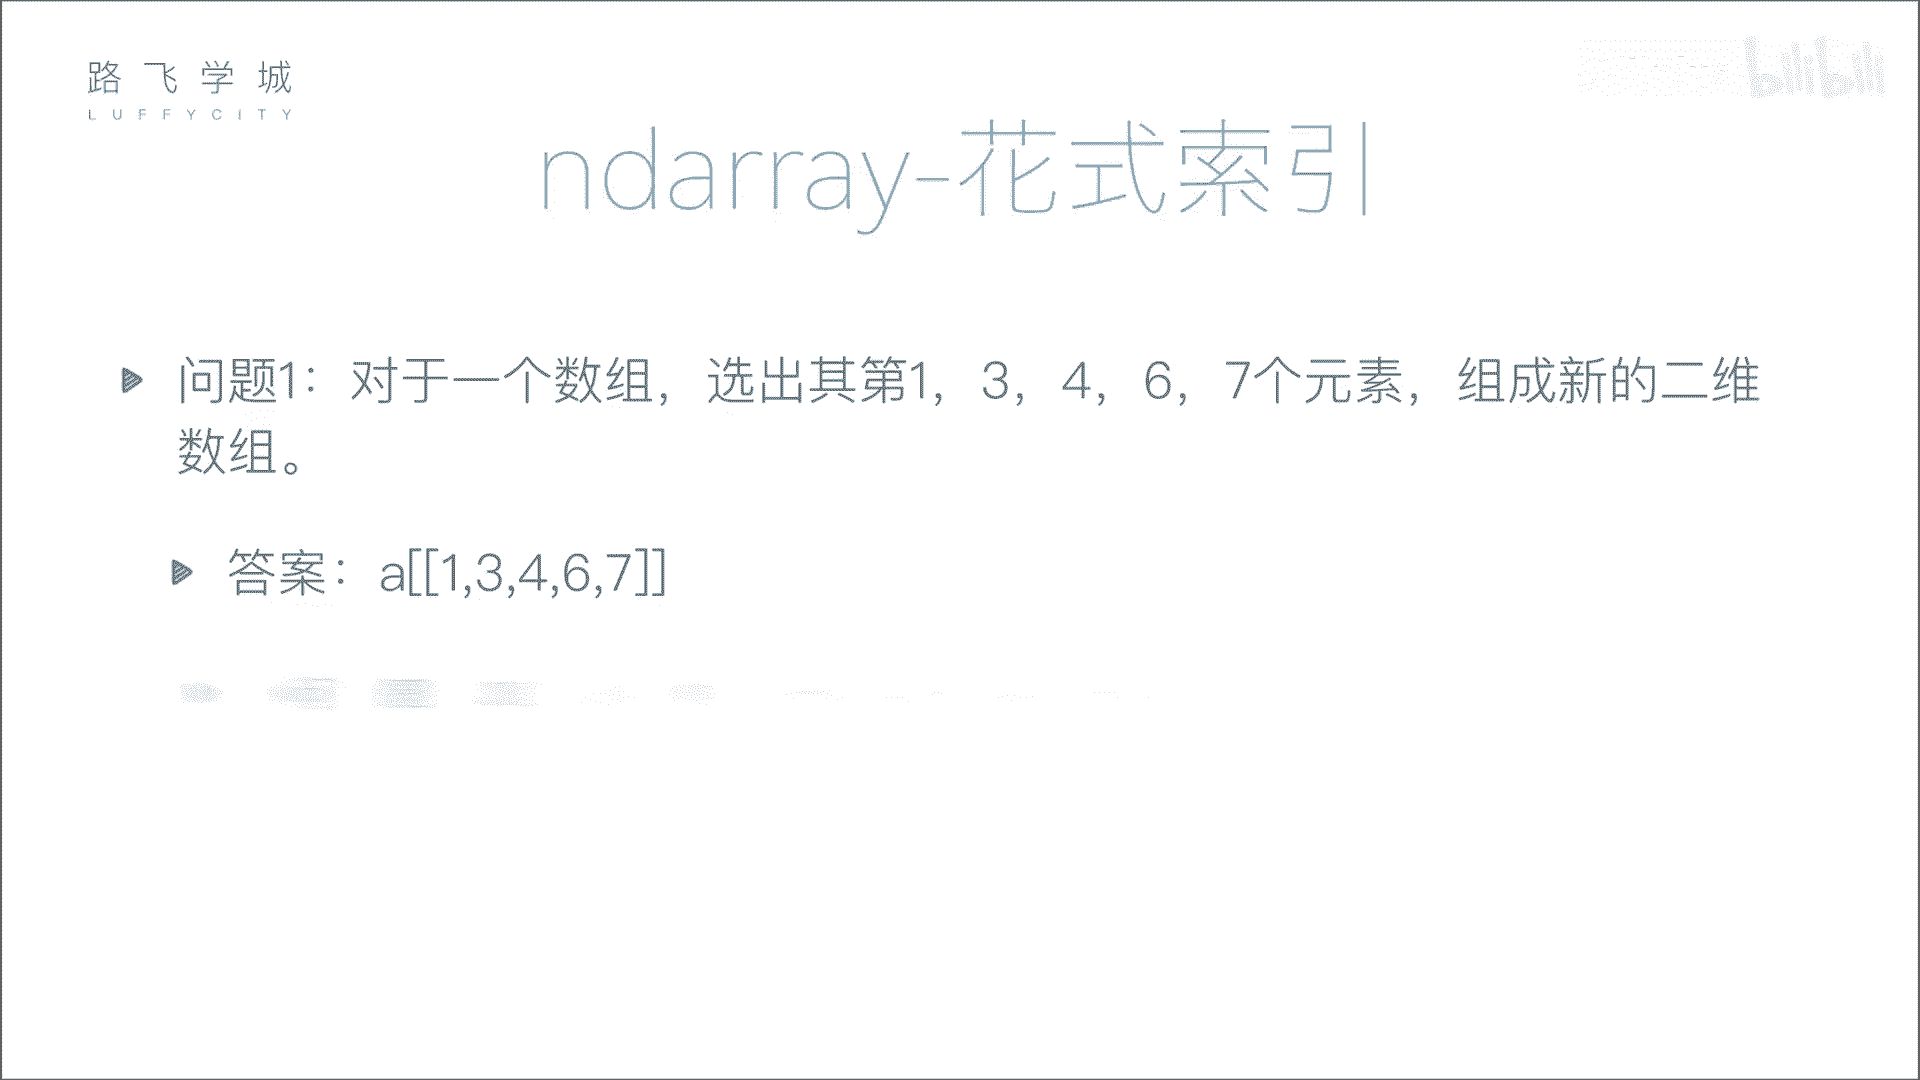 路飞学城
LUFFYCITY
bilibili
ndarray-花式索引
问题1：对于一个数组，选出其第1，3，4，6，7个元素，组成新的二维
数组。
答案：a[[1,3,4,6,7]]